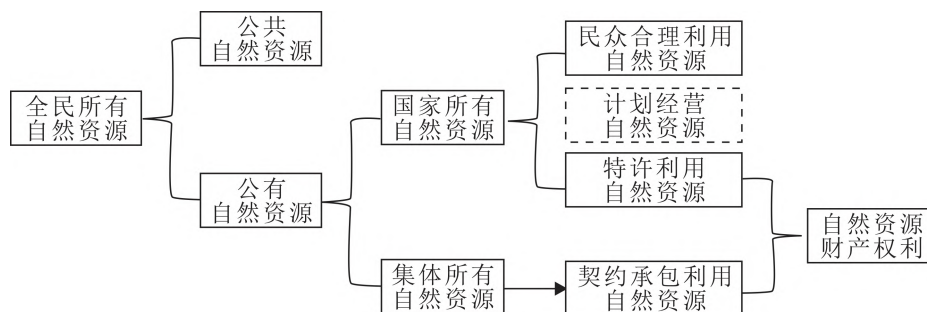 公共
自然资源
全民所有
自然资源
公有
自然资源
国家所有
自然资源
集体所有
自然资源
民众合理利用
自然资源
计划经营
自然资源
特许利用
自然资源
契约承包利用
自然资源
自然资源
财产权利